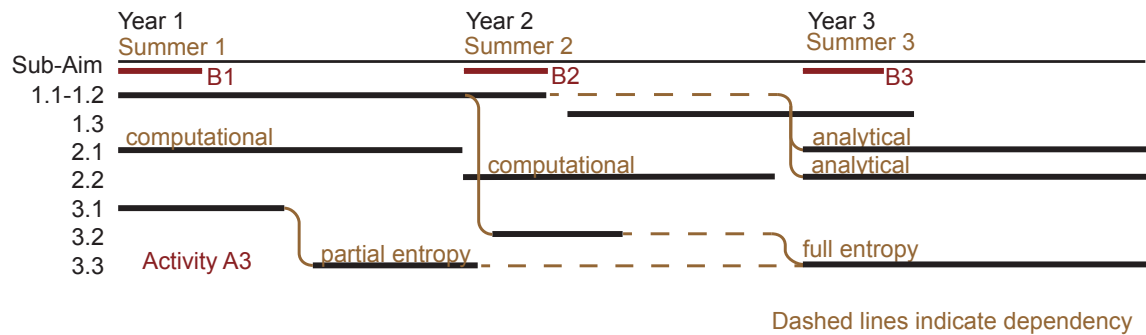 Year 1 Year 2 Year 3
Summer 1 Summer 2 Summer 3
Sub-Aim
B1 B2 B3
1.1-1.2
1.3
computational analytical
2.1
computational analytical
2.2
3.1
3.2
partial entropy full entropy
3.3
Activity A3
Dashed lines indicate dependency